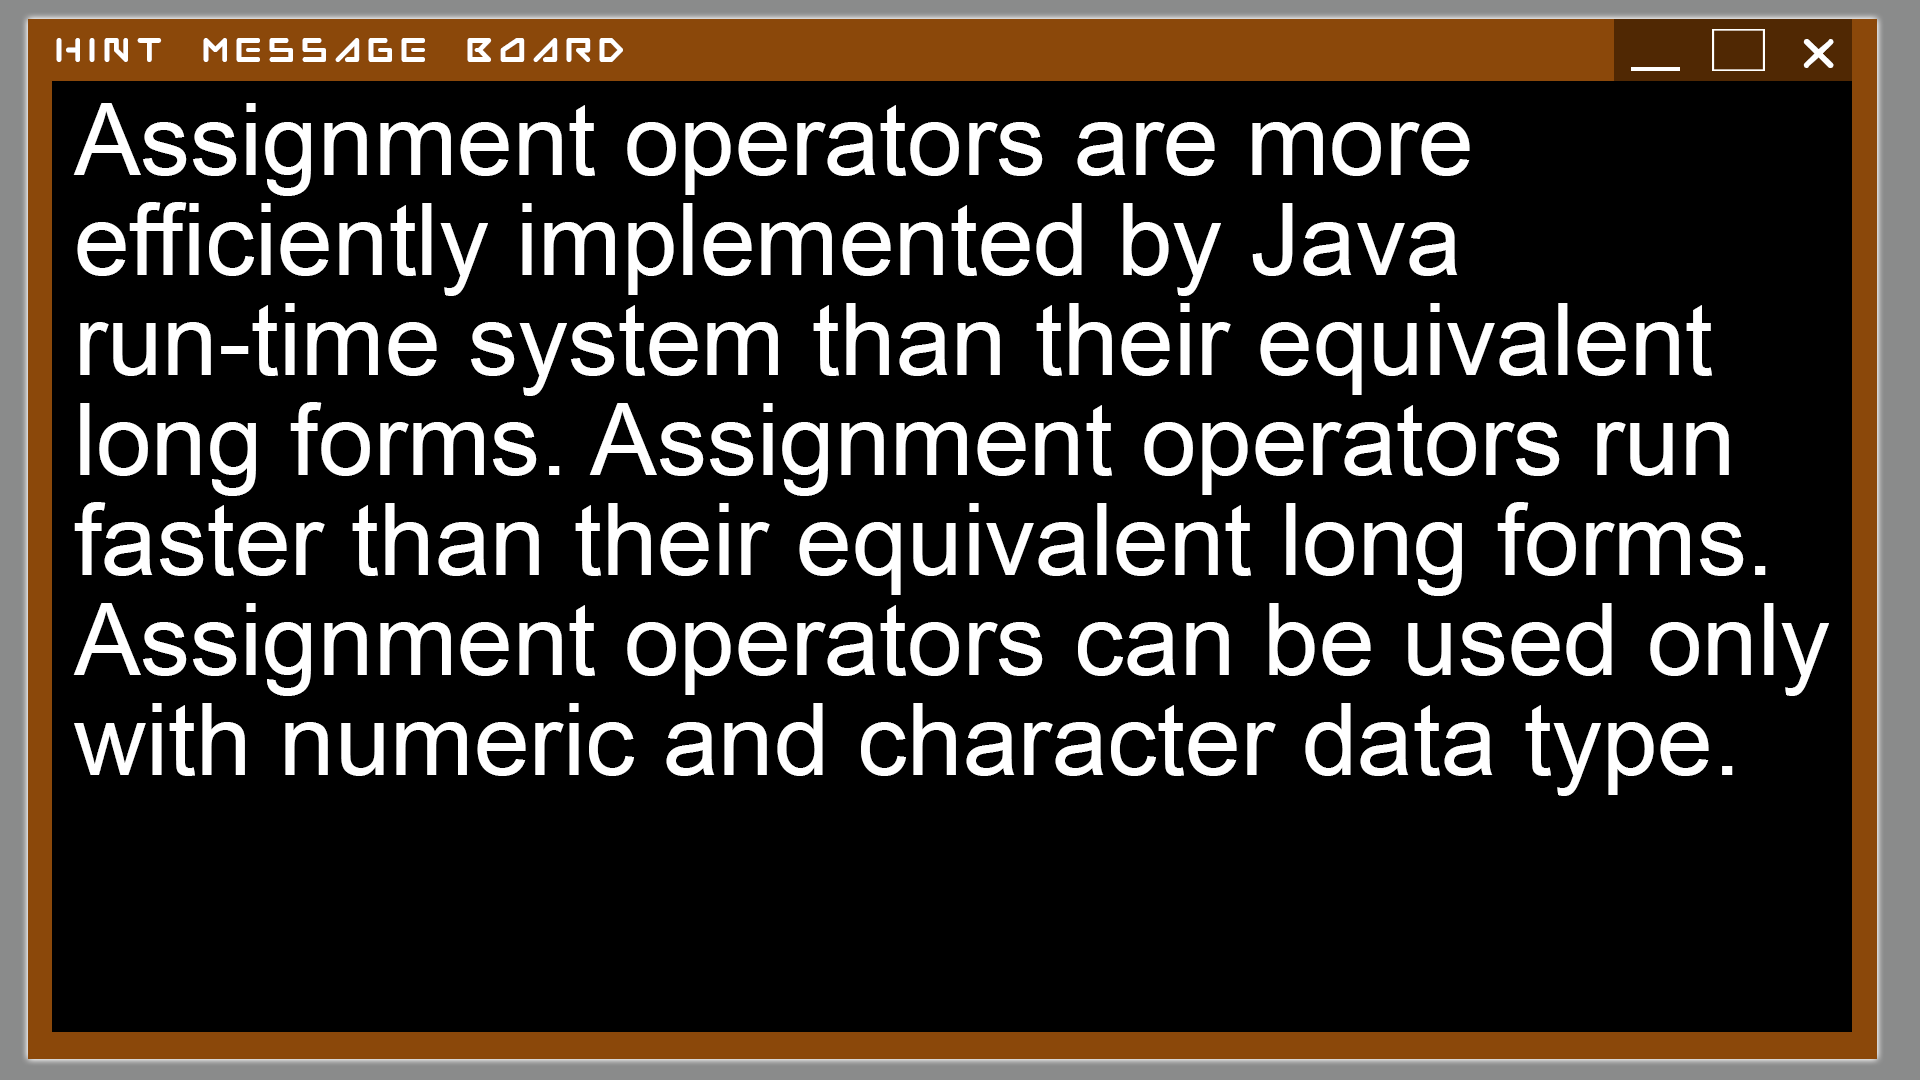 HINT MESSAGE BOARD
Assignment operators are more
efficiently implemented by Java
run-time system than their equivalent
long forms. Assignment operators run
faster than their equivalent long forms.
Assignment operators can be used only
with numeric and character data type.